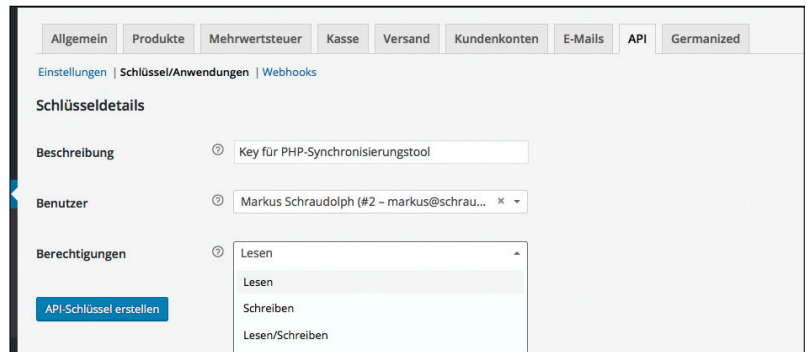 Allgemein Produkte Mehrwertsteuer Kasse Versand Kundenkonten E-Mails API Germanized
Einstellungen | Schlüssel/Anwendungen | Webhooks
Schlüsseldetails
Beschreibung Key für PHP-Synchronisierungstool
Benutzer Markus Schraudolph (#2 – markus@schrau... ×
Berechtigungen Lesen
Lesen
Schreiben
API-Schlüssel erstellen
Lesen/Schreiben